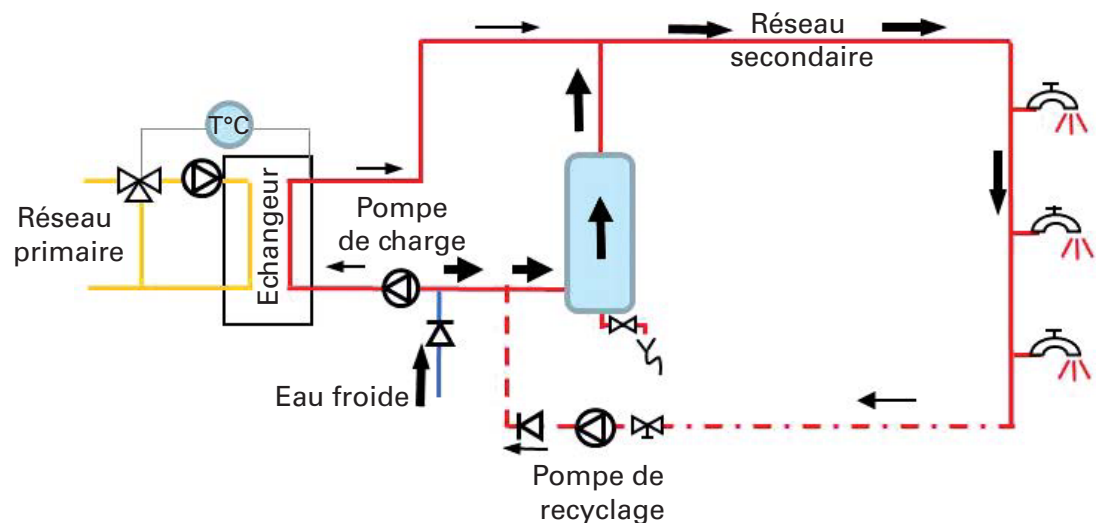 Réseau
secondaire
T°C
Echangeur
Réseau
primaire
Pompe
de charge
Eau froide
Pompe de
recyclage